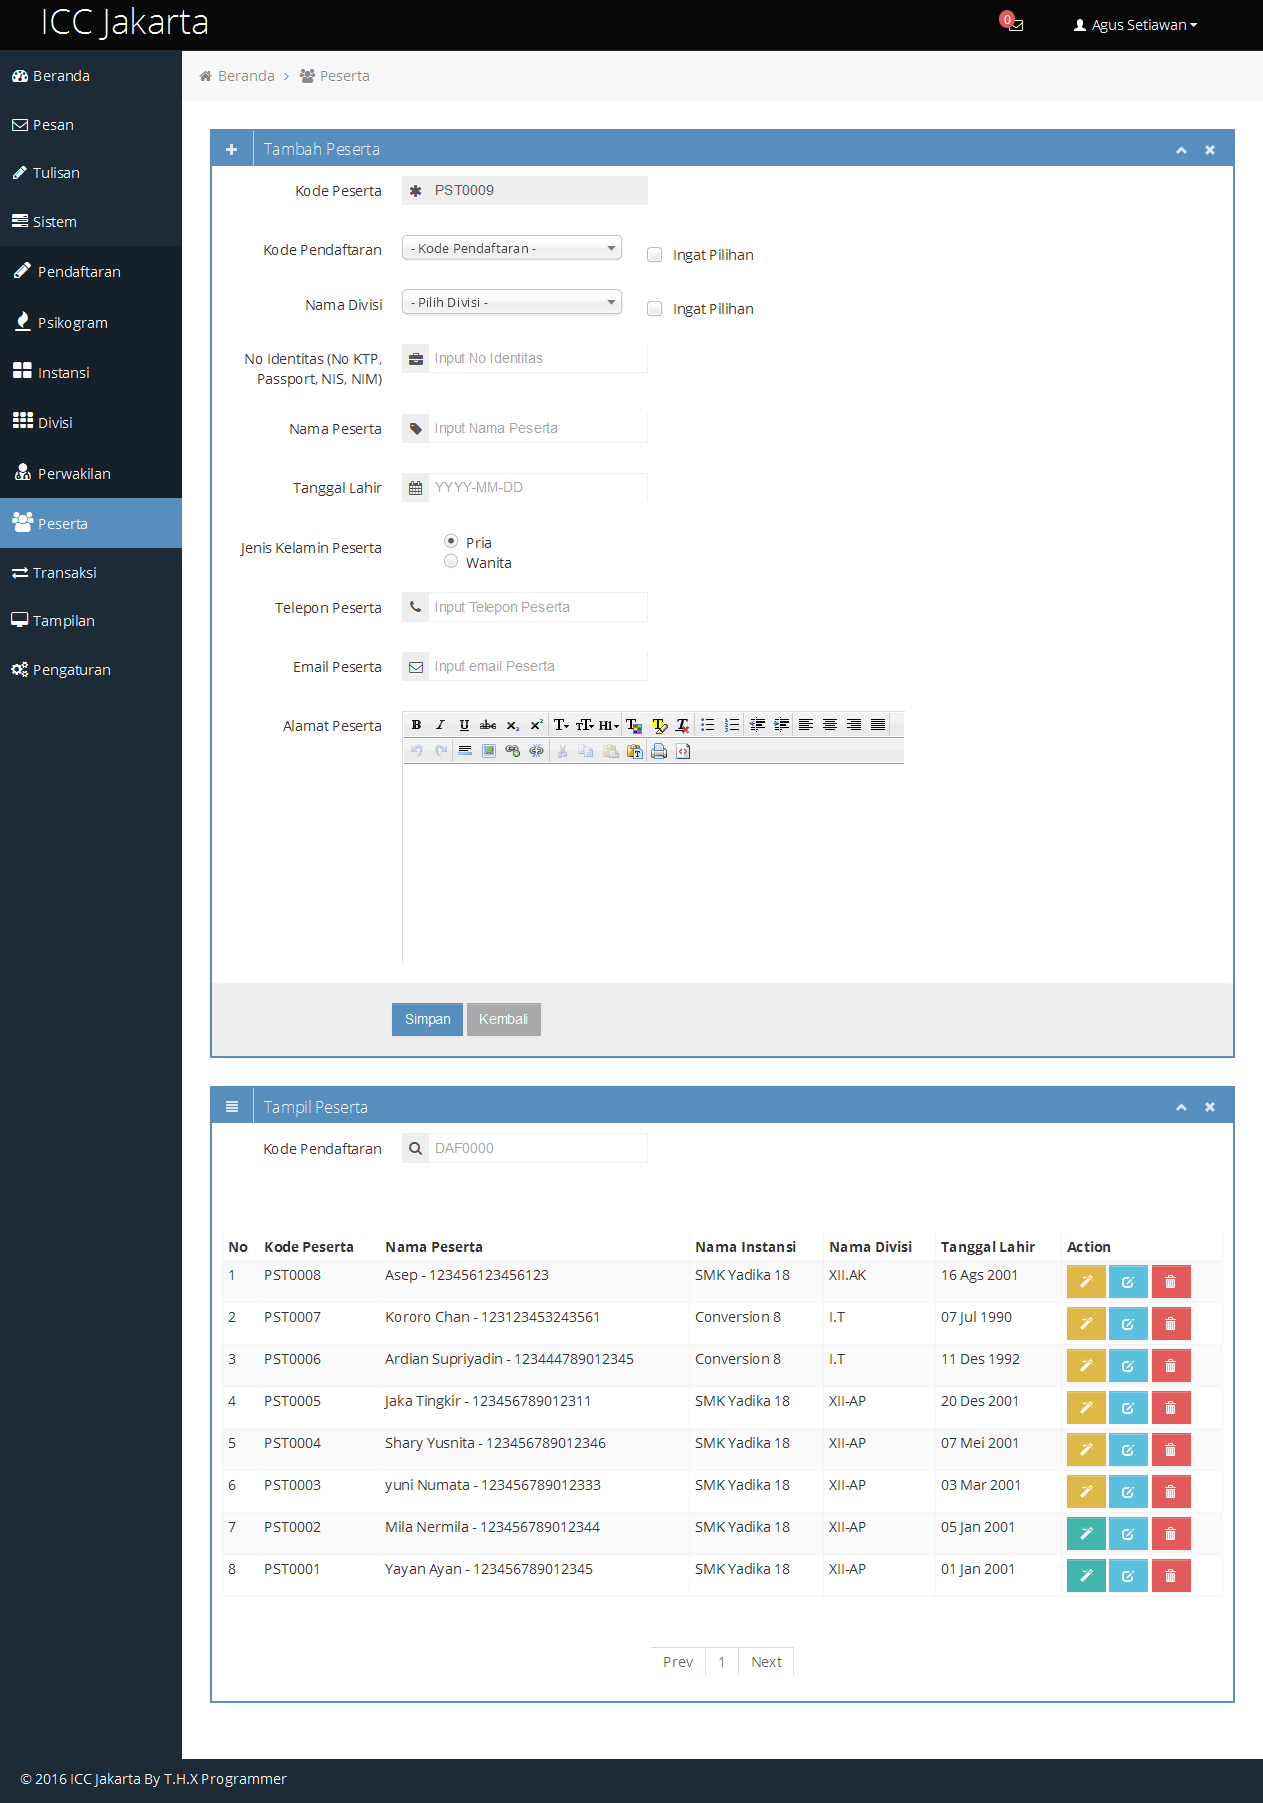 ICC Jakarta
0
Agus Setiawan
Beranda
Pesan
Tulisan
Sistem
Pendaftaran
Psikogram
Instansi
Divisi
Perwakilan
Peserta
Transaksi
Tampilan
Pengaturan
Beranda > Peserta
Tambah Peserta
Kode Peserta PST0009
Kode Pendaftaran - Kode Pendaftaran - Ingat Pilihan
Nama Divisi - Pilih Divisi - Ingat Pilihan
No Identitas (No KTP, Input No Identitas
Passport, NIS, NIM)
Nama Peserta Input Nama Peserta
Tanggal Lahir YYYY-MM-DD
Jenis Kelamin Peserta Pria
Wanita
Telepon Peserta Input Telepon Peserta
Email Peserta Input email Peserta
Alamat Peserta
Simpan Kembali
Tampil Peserta
Kode Pendaftaran DAF0000
No Kode Peserta Nama Peserta Nama Instansi Nama Divisi Tanggal Lahir Action
1 PST0008 Asep - 123456123456123 SMK Yadika 18 XII.AK 16 Ags 2001
2 PST0007 Kororo Chan - 123123453243561 Conversion 8 I.T 07 Jul 1990
3 PST0006 Ardian Supriyadin - 123444789012345 Conversion 8 I.T 11 Des 1992
4 PST0005 Jaka Tingkir - 123456789012311 SMK Yadika 18 XII-AP 20 Des 2001
5 PST0004 Shary Yusnita - 123456789012346 SMK Yadika 18 XII-AP 07 Mei 2001
6 PST0003 yuni Numata - 123456789012333 SMK Yadika 18 XII-AP 03 Mar 2001
7 PST0002 Mila Nermila - 123456789012344 SMK Yadika 18 XII-AP 05 Jan 2001
8 PST0001 Yayan Ayan - 123456789012345 SMK Yadika 18 XII-AP 01 Jan 2001
Prev 1 Next
© 2016 ICC Jakarta By T.H.X Programmer